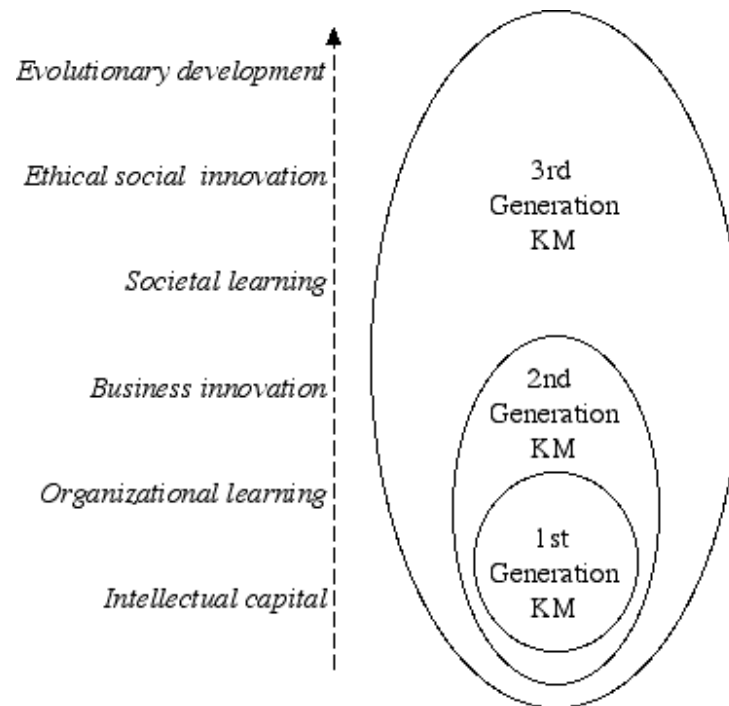 Evolutionary development
Ethical social innovation
Societal learning
Business innovation
Organizational learning
Intellectual capital
3rd
Generation
KM
2nd
Generation
KM
1st
Generation
KM